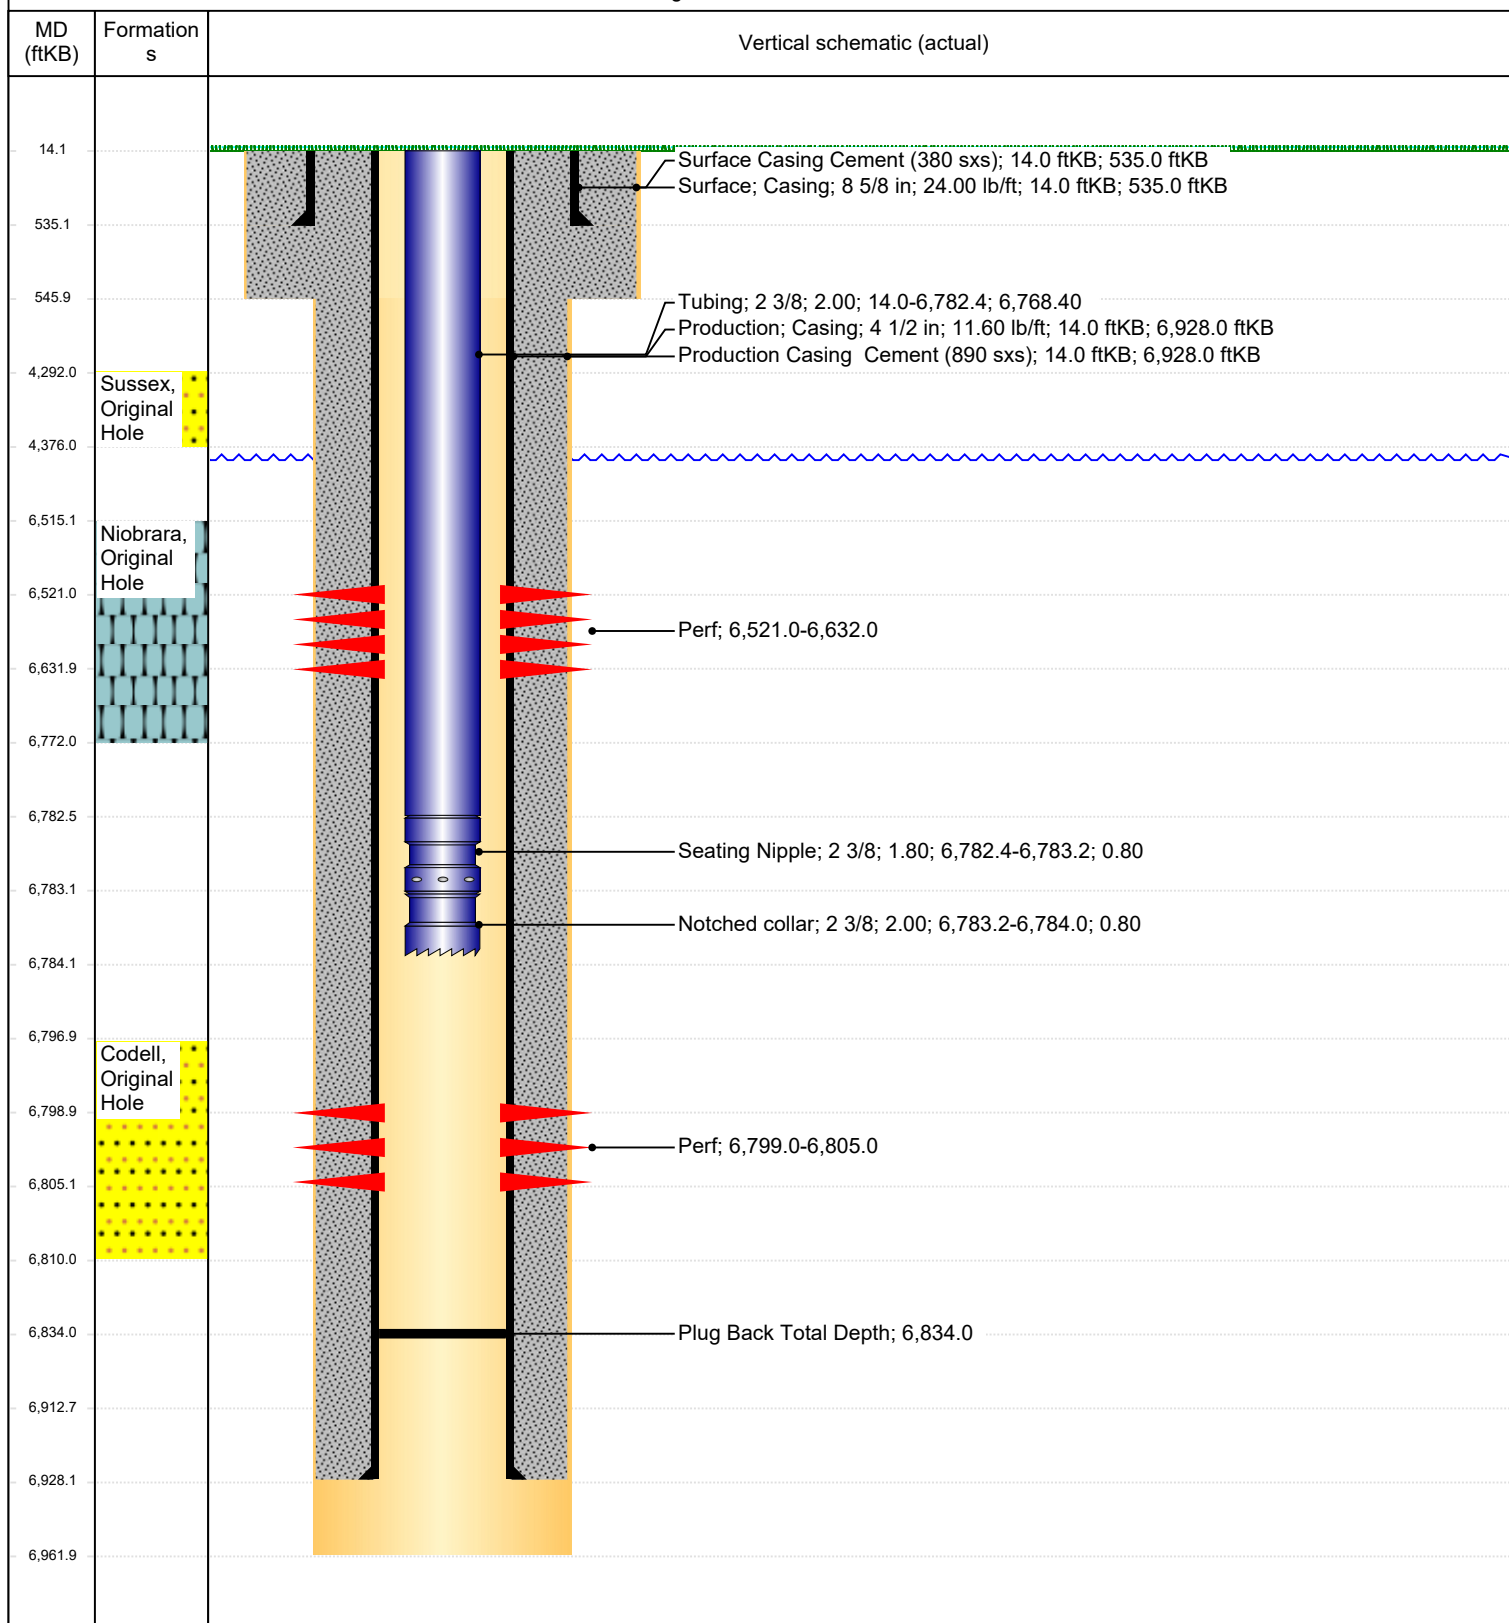 MD
(ftKB)
Formation
s
Vertical schematic (actual)
14.1
Surface Casing Cement (380 sxs); 14.0 ftKB; 535.0 ftKB
Surface; Casing; 8 5/8 in; 24.00 lb/ft; 14.0 ftKB; 535.0 ftKB
535.1
545.9
Tubing; 2 3/8; 2.00; 14.0-6,782.4; 6,768.40
Production; Casing; 4 1/2 in; 11.60 lb/ft; 14.0 ftKB; 6,928.0 ftKB
Production Casing  Cement (890 sxs); 14.0 ftKB; 6,928.0 ftKB
4,292.0
Sussex,
Original
Hole
4,376.0
6,515.1
Niobrara,
Original
Hole
6,521.0
Perf; 6,521.0-6,632.0
6,631.9
6,772.0
6,782.5
Seating Nipple; 2 3/8; 1.80; 6,782.4-6,783.2; 0.80
6,783.1
Notched collar; 2 3/8; 2.00; 6,783.2-6,784.0; 0.80
6,784.1
6,796.9
Codell,
Original
Hole
6,798.9
Perf; 6,799.0-6,805.0
6,805.1
6,810.0
6,834.0
Plug Back Total Depth; 6,834.0
6,912.7
6,928.1
6,961.9